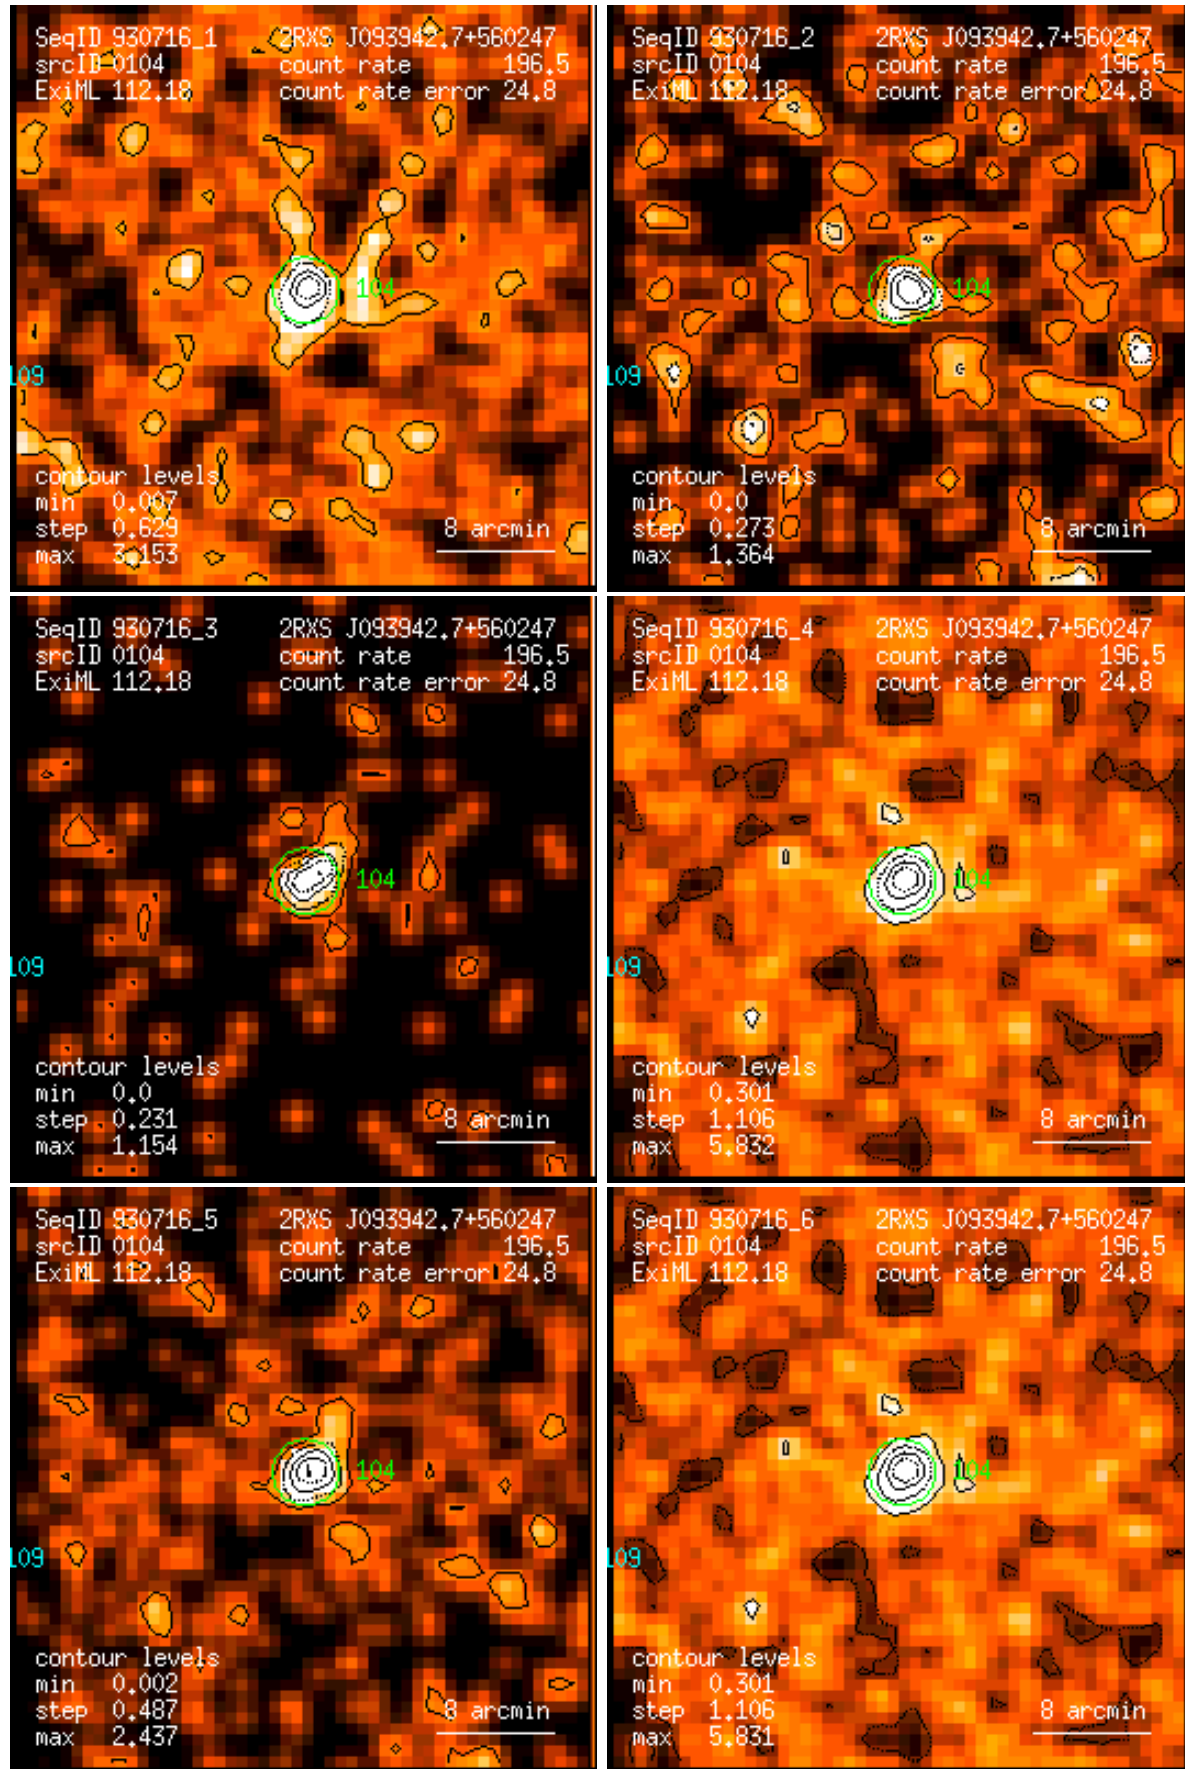 SeqID 930716_1 2RXS J093942.7+560247
srcID 0104 count rate 196.5
ExiML 112.18 count rate error 24.8
104
109
contour levels
min 0.007
step 0.629 8 arcmin
max 3.153
SeqID 930716_2 2RXS J093942.7+560247
srcID 0104 count rate 196.5
ExiML 112.18 count rate error 24.8
104
109
contour levels
min 0.0
step 0.273 8 arcmin
max 1.364
SeqID 930716_3 2RXS J093942.7+560247
srcID 0104 count rate 196.5
ExiML 112.18 count rate error 24.8
104
109
contour levels
min 0.0
step 0.231 8 arcmin
max 1.154
SeqID 930716_4 2RXS J093942.7+560247
srcID 0104 count rate 196.5
ExiML 112.18 count rate error 24.8
104
109
contour levels
min 0.301
step 1.106 8 arcmin
max 5.832
SeqID 930716_5 2RXS J093942.7+560247
srcID 0104 count rate 196.5
ExiML 112.18 count rate error 24.8
104
109
contour levels
min 0.002
step 0.487 8 arcmin
max 2.437
SeqID 930716_6 2RXS J093942.7+560247
srcID 0104 count rate 196.5
ExiML 112.18 count rate error 24.8
104
109
contour levels
min 0.301
step 1.106 8 arcmin
max 5.831